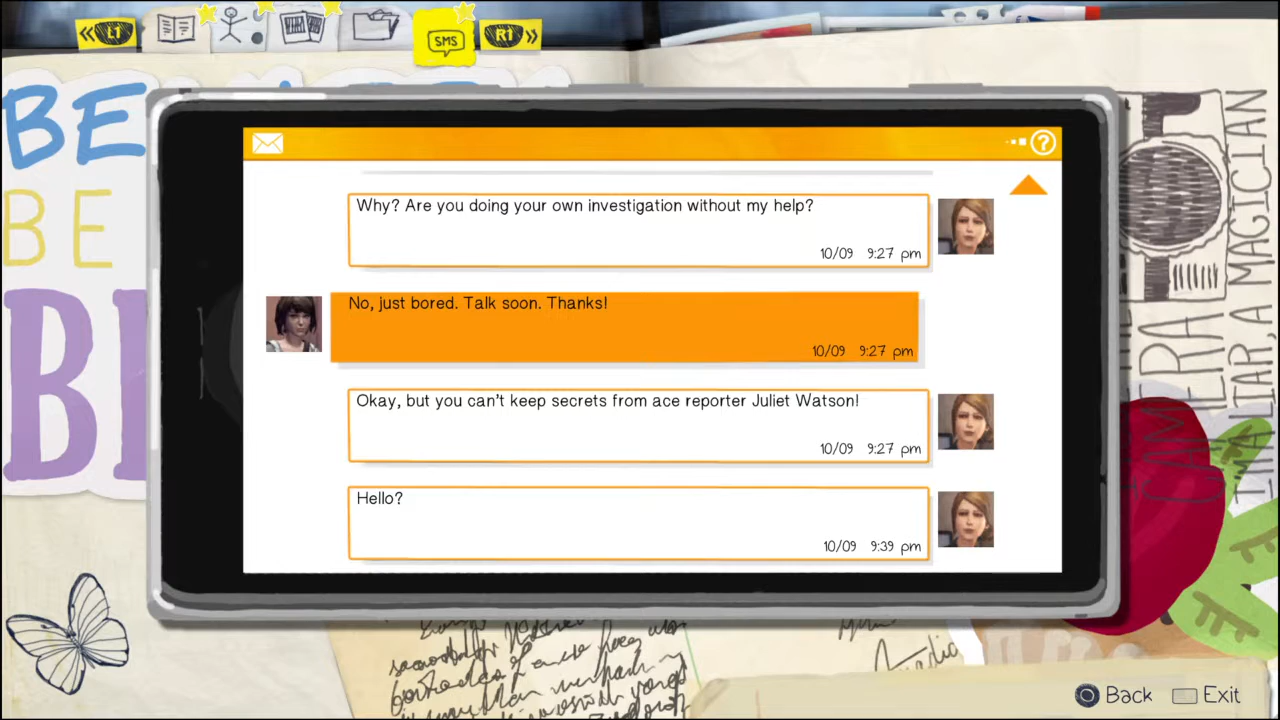 L1
SMS
R1
BE
BE
Why? Are you doing your own investigation without my help?
10/09 9:27 pm
No, just bored. Talk soon. Thanks!
10/09 9:27 pm
Okay, but you can't keep secrets from ace reporter Juliet Watson!
10/09 9:27 pm
Hello?
10/09 9:39 pm
CAMERA
LIAR, A MAGICIAN
Back
Exit